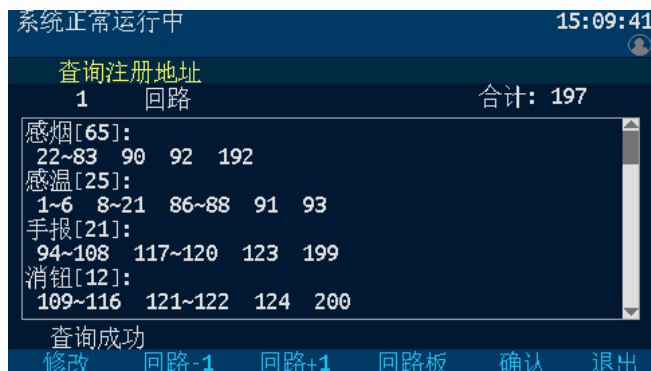 系统正常运行中 15:09:41
查询注册地址
1 回路 合计: 197
感烟[65]:
22~83 90 92 192
感温[25]:
1~6 8~21 86~88 91 93
手报[21]:
94~108 117~120 123 199
消钮[12]:
109~116 121~122 124 200
查询成功
修改 回路-1 回路+1 回路板 确认 退出